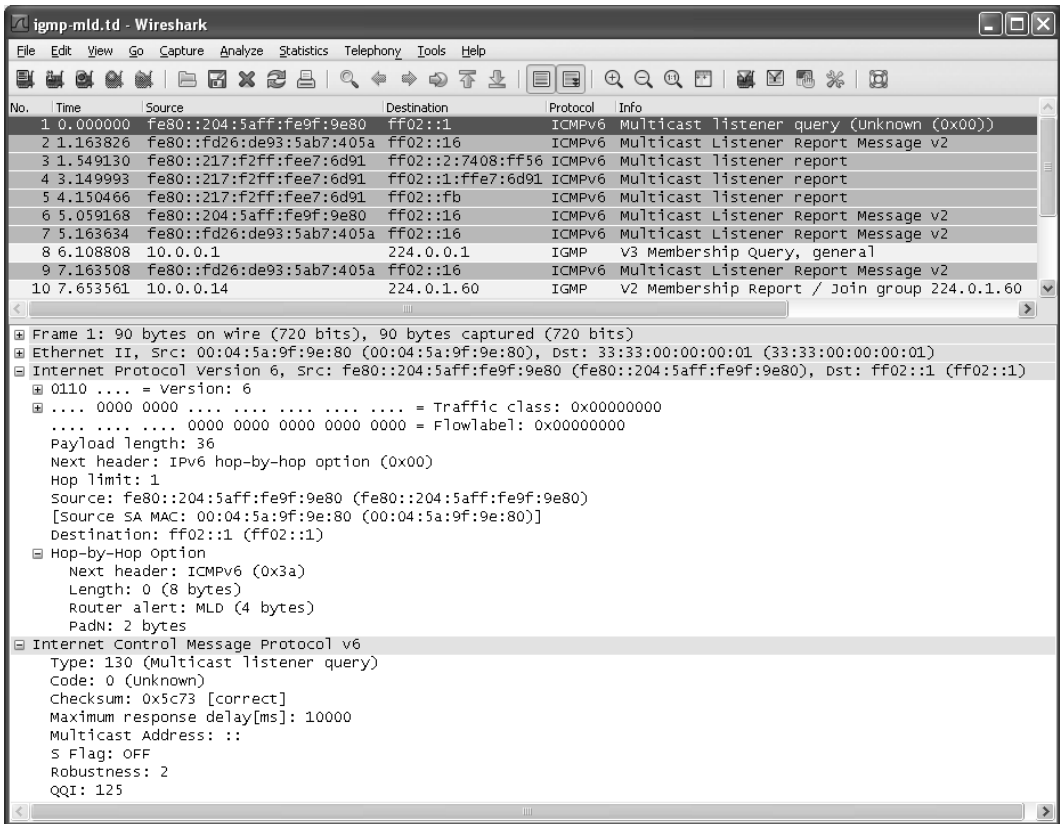 igmp-mld.td - Wireshark
File Edit View Go Capture Analyze Statistics Telephony Tools Help
No. Time Source Destination Protocol Info
1 0.000000 fe80::204:5aff:fe9f:9e80 ff02::1 ICMPv6 Multicast listener query (Unknown (0x00))
2 1.163826 fe80::fd26:de93:5ab7:405a ff02::16 ICMPv6 Multicast Listener Report Message v2
3 1.549130 fe80::217:f2ff:fee7:6d91 ff02::2:7408:ff56 ICMPv6 Multicast listener report
4 3.149993 fe80::217:f2ff:fee7:6d91 ff02::1:ffe7:6d91 ICMPv6 Multicast listener report
5 4.150466 fe80::217:f2ff:fee7:6d91 ff02::fb ICMPv6 Multicast listener report
6 5.059168 fe80::204:5aff:fe9f:9e80 ff02::16 ICMPv6 Multicast Listener Report Message v2
7 5.163634 fe80::fd26:de93:5ab7:405a ff02::16 ICMPv6 Multicast Listener Report Message v2
8 6.108808 10.0.0.1 224.0.0.1 IGMP V3 Membership Query, general
9 7.163508 fe80::fd26:de93:5ab7:405a ff02::16 ICMPv6 Multicast Listener Report Message v2
10 7.653561 10.0.0.14 224.0.1.60 IGMP V2 Membership Report / Join group 224.0.1.60
Frame 1: 90 bytes on wire (720 bits), 90 bytes captured (720 bits)
Ethernet II, Src: 00:04:5a:9f:9e:80 (00:04:5a:9f:9e:80), Dst: 33:33:00:00:00:01 (33:33:00:00:00:01)
Internet Protocol Version 6, Src: fe80::204:5aff:fe9f:9e80 (fe80::204:5aff:fe9f:9e80), Dst: ff02::1 (ff02::1)
0110 .... = Version: 6
.... 0000 0000 .... .... .... .... .... = Traffic class: 0x00000000
.... .... .... 0000 0000 0000 0000 0000 = Flowlabel: 0x00000000
Payload length: 36
Next header: IPv6 hop-by-hop option (0x00)
Hop limit: 1
Source: fe80::204:5aff:fe9f:9e80 (fe80::204:5aff:fe9f:9e80)
[Source SA MAC: 00:04:5a:9f:9e:80 (00:04:5a:9f:9e:80)]
Destination: ff02::1 (ff02::1)
Hop-by-Hop Option
Next header: ICMPv6 (0x3a)
Length: 0 (8 bytes)
Router alert: MLD (4 bytes)
PadN: 2 bytes
Internet Control Message Protocol v6
Type: 130 (Multicast listener query)
Code: 0 (Unknown)
Checksum: 0x5c73 [correct]
Maximum response delay[ms]: 10000
Multicast Address: ::
S Flag: OFF
Robustness: 2
QQI: 125